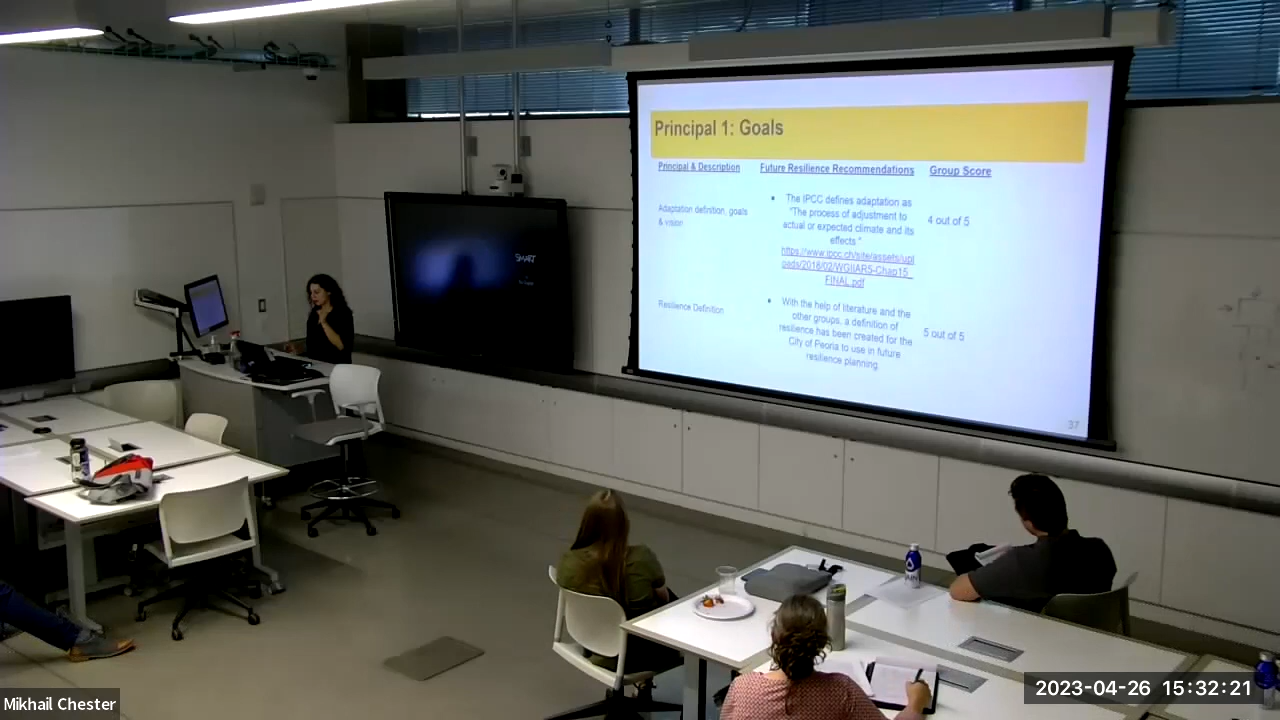 Principal 1: Goals
Principal & Description
Future Resilience Recommendations
Group Score
Adaptation definition, goals
& vision
• The IPCC defines adaptation as
"The process of adjustment to
actual or expected climate and its
effects "
https://www.ipcc.ch/site/assets/upl
oads/2018/02/WGIIAR5-Chap15_
FINAL.pdf
4 out of 5
Resilience Definition
• With the help of literature and the
other groups, a definition of
resilience has been created for the
City of Peoria to use in future
resilience planning
5 out of 5
37
SMART
Mikhail Chester
2023-04-26 15:32:21